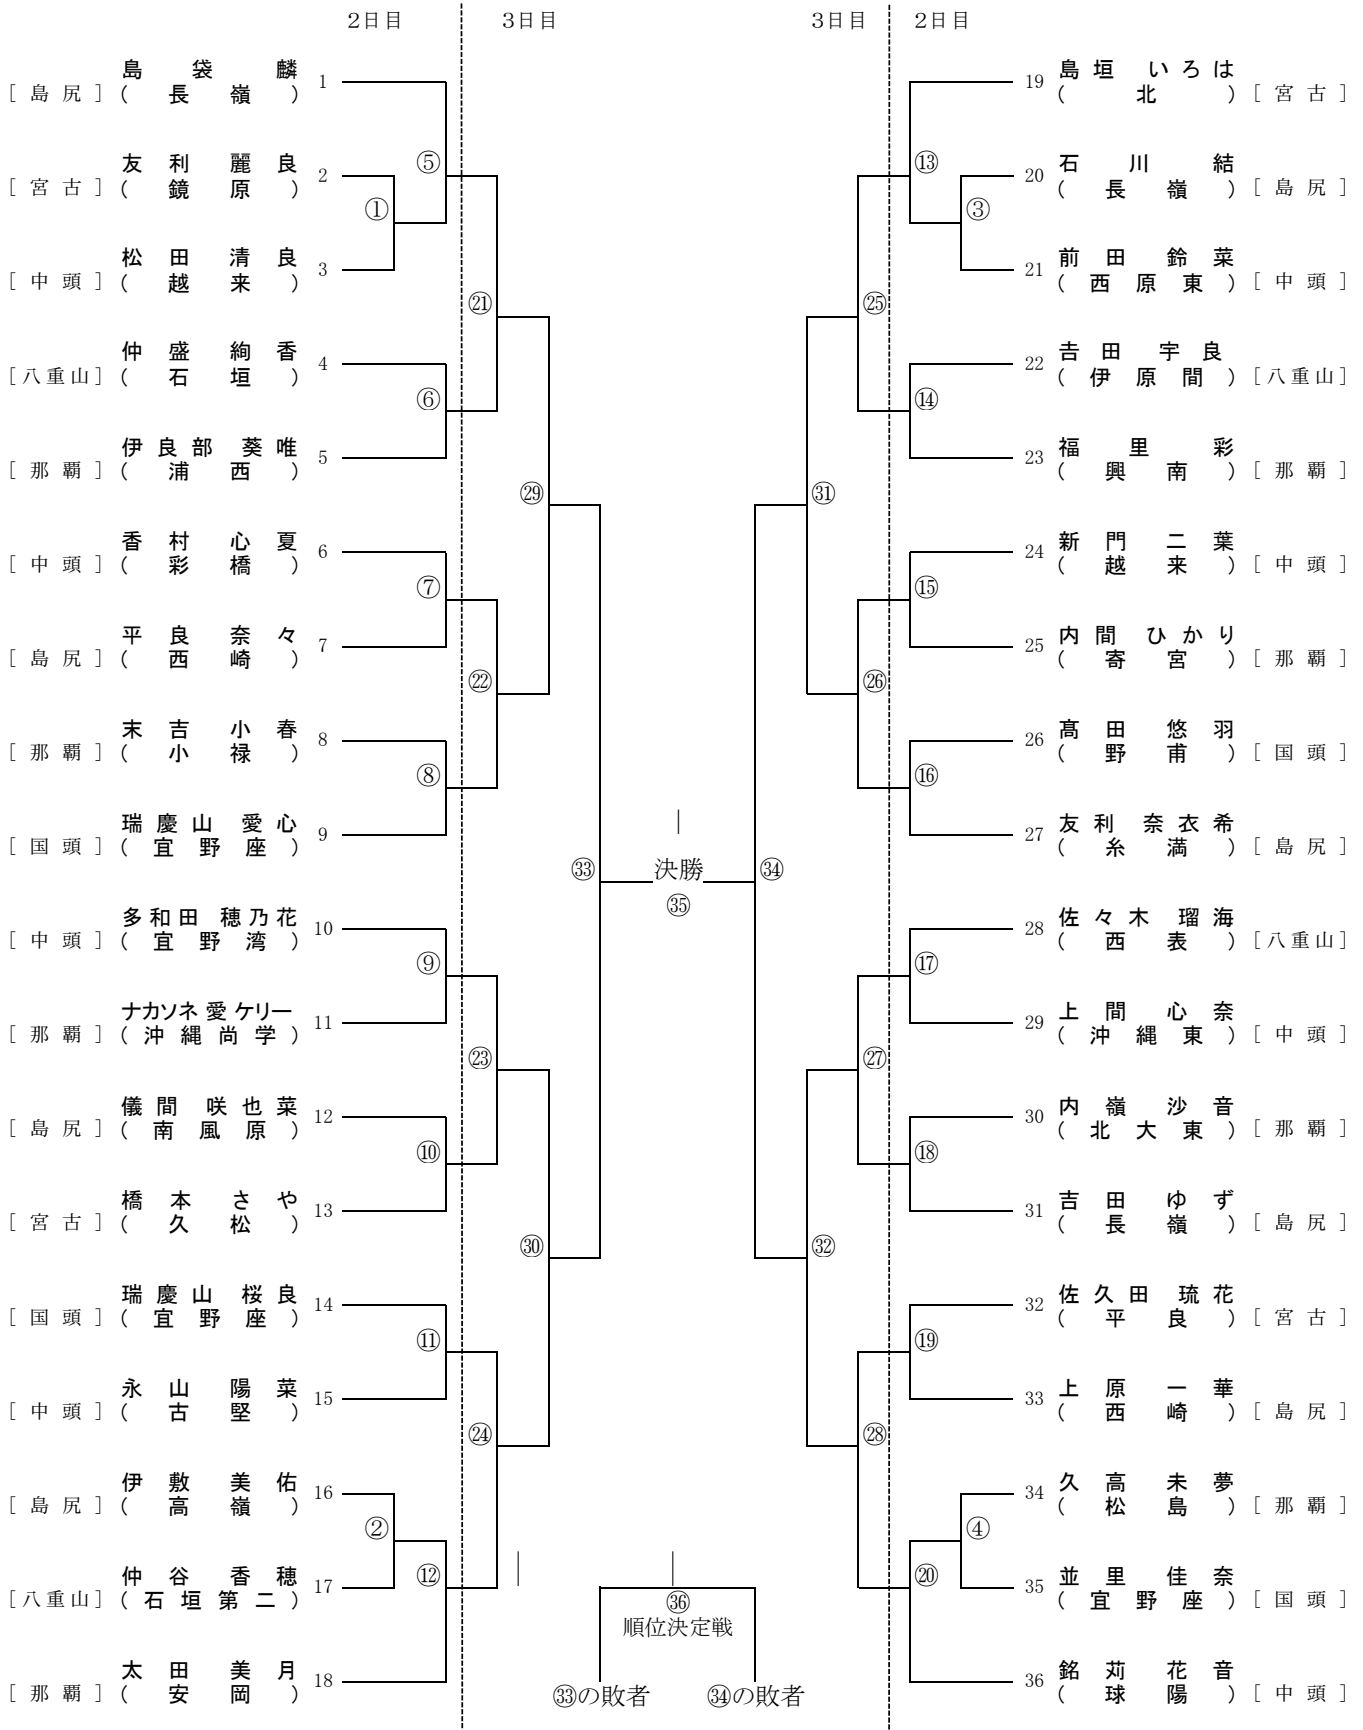 2日目 3日目 3日目 2日目
島袋 麟 1
[島尻] (長嶺)
⑤
友利 麗良 2
[宮古] (鏡原)
①
松田 清良 3
[中頭] (越来)
㉑
仲盛 絢香 4
[八重山] (石垣)
⑥
伊良部 葵唯 5
[那覇] (浦西)
㉙
香村 心夏 6
[中頭] (彩橋)
⑦
平良 奈々 7
[島尻] (西崎)
㉒
末吉 小春 8
[那覇] (小禄)
⑧
瑞慶山 愛心 9
[国頭] (宜野座)
㉝
多和田 穂乃花 10
[中頭] (宜野湾)
⑨
ナカソネ 愛 ケリー 11
[那覇] (沖縄尚学)
㉓
儀間 咲也菜 12
[島尻] (南風原)
⑩
橋本 さや 13
[宮古] (久松)
㉚
瑞慶山 桜良 14
[国頭] (宜野座)
⑪
永山 陽菜 15
[中頭] (古堅)
㉔
伊敷 美佑 16
[島尻] (高嶺)
②
⑫
仲谷 香穂 17
[八重山] (石垣第二)
太田 美月 18
[那覇] (安岡)
決勝
㉟
㊱
順位決定戦
㉝の敗者 ㉞の敗者
19 島垣 いろは
(北) [宮古]
⑬
20 石川 結
(長嶺) [島尻]
③
21 前田 鈴菜
(西原東) [中頭]
㉕
22 𠮷田 宇良
(伊原間) [八重山]
⑭
23 福里 彩
(興南) [那覇]
㉛
24 新門 二葉
(越来) [中頭]
⑮
25 内間 ひかり
(寄宮) [那覇]
㉖
26 髙田 悠羽
(野甫) [国頭]
⑯
27 友利 奈衣希
(糸満) [島尻]
㉞
28 佐々木 瑠海
(西表) [八重山]
⑰
29 上間 心奈
(沖縄東) [中頭]
㉗
30 内嶺 沙音
(北大東) [那覇]
⑱
31 吉田 ゆず
(長嶺) [島尻]
㉜
32 佐久田 琉花
(平良) [宮古]
⑲
33 上原 一華
(西崎) [島尻]
㉘
34 久高 未夢
(松島) [那覇]
④
⑳
35 並里 佳奈
(宜野座) [国頭]
36 銘苅 花音
(球陽) [中頭]